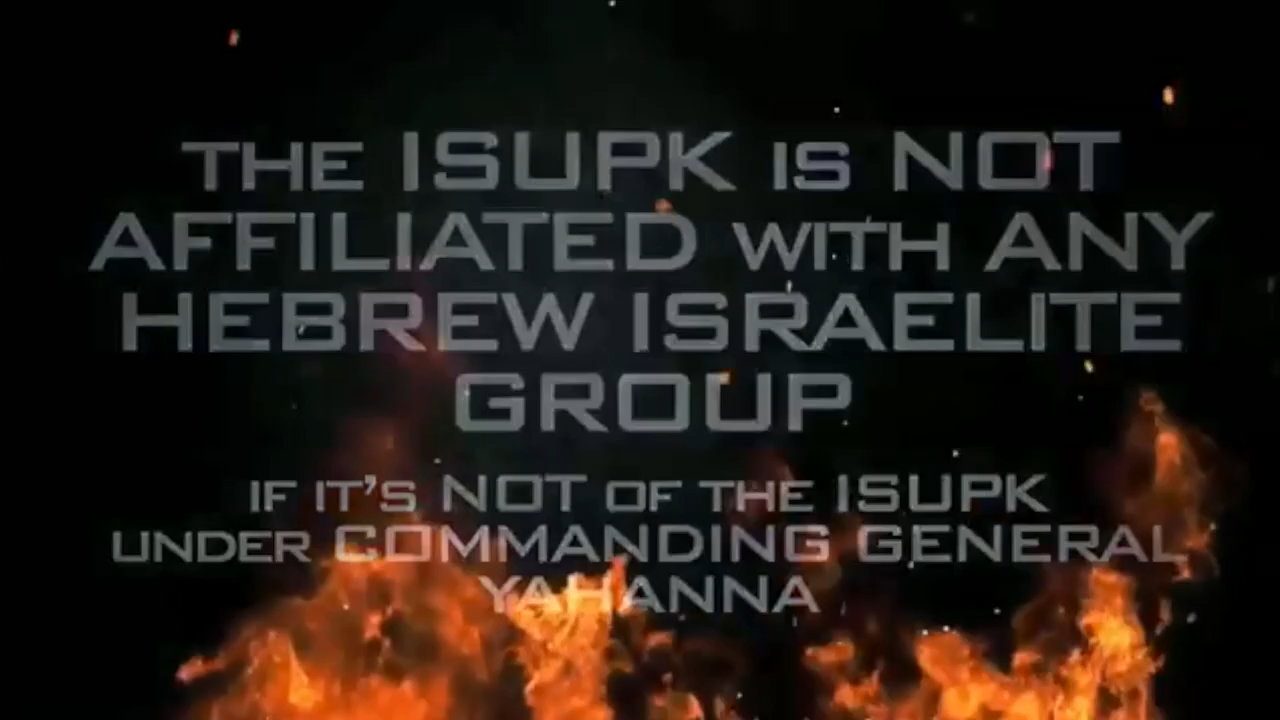 THE ISUPK IS NOT
AFFILIATED WITH ANY
HEBREW ISRAELITE
GROUP
IF IT'S NOT OF THE ISUPK
UNDER COMMANDING GENERAL
YAHANNA